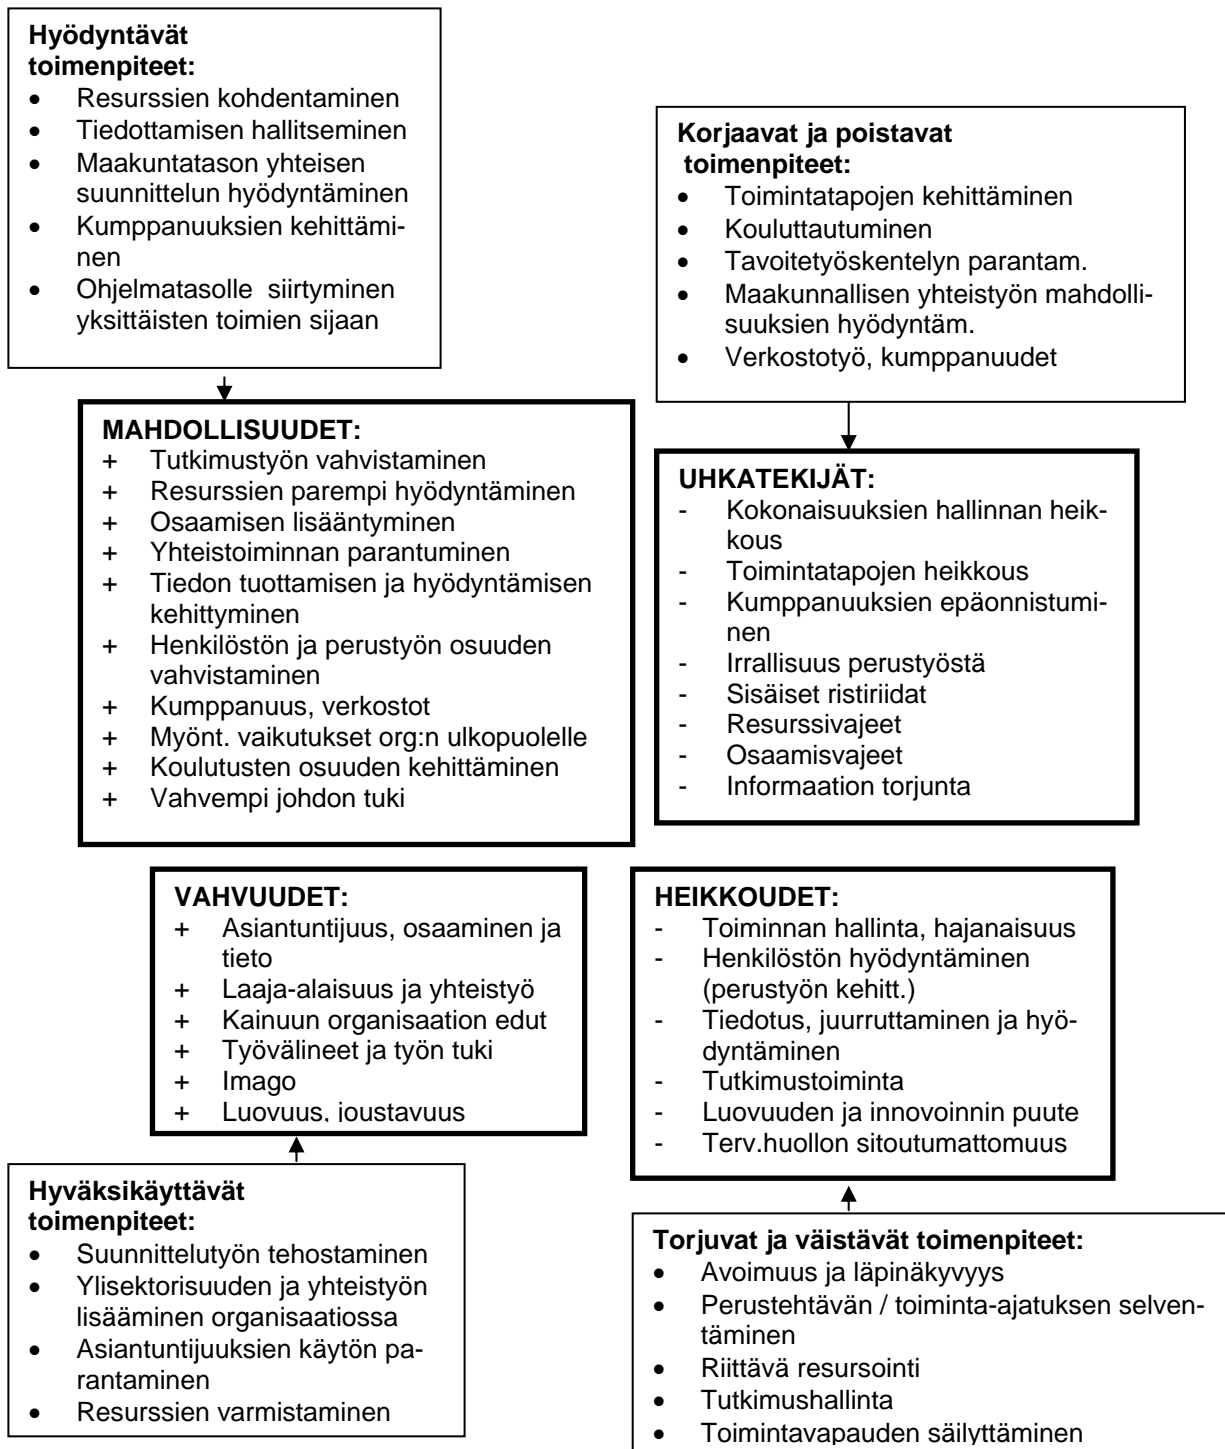 Hyödyntävät
toimenpiteet:
• Resurssien kohdentaminen
• Tiedottamisen hallitseminen
• Maakuntatason yhteisen
suunnittelun hyödyntäminen
• Kumppanuuksien kehittämi-
nen
• Ohjelmatasolle siirtyminen
yksittäisten toimien sijaan
Korjaavat ja poistavat
toimenpiteet:
• Toimintatapojen kehittäminen
• Kouluttautuminen
• Tavoitetyöskentelyn parantam.
• Maakunnallisen yhteistyön mahdolli-
suuksien hyödyntäm.
• Verkostotyö, kumppanuudet
MAHDOLLISUUDET:
+ Tutkimustyön vahvistaminen
+ Resurssien parempi hyödyntäminen
+ Osaamisen lisääntyminen
+ Yhteistoiminnan parantuminen
+ Tiedon tuottamisen ja hyödyntämisen
kehittyminen
+ Henkilöstön ja perustyön osuuden
vahvistaminen
+ Kumppanuus, verkostot
+ Myönt. vaikutukset org:n ulkopuolelle
+ Koulutusten osuuden kehittäminen
+ Vahvempi johdon tuki
UHKATEKIJÄT:
- Kokonaisuuksien hallinnan heik-
kous
- Toimintatapojen heikkous
- Kumppanuuksien epäonnistumi-
nen
- Irrallisuus perustyöstä
- Sisäiset ristiriidat
- Resurssivajeet
- Osaamisvajeet
- Informaation torjunta
VAHVUUDET:
+ Asiantuntijuus, osaaminen ja
tieto
+ Laaja-alaisuus ja yhteistyö
+ Kainuun organisaation edut
+ Työvälineet ja työn tuki
+ Imago
+ Luovuus, joustavuus
HEIKKOUDET:
- Toiminnan hallinta, hajanaisuus
- Henkilöstön hyödyntäminen
(perustyön kehitt.)
- Tiedotus, juurruttaminen ja hyö-
dyntäminen
- Tutkimustoiminta
- Luovuuden ja innovoinnin puute
- Terv.huollon sitoutumattomuus
Hyväksikäyttävät
toimenpiteet:
• Suunnittelutyön tehostaminen
• Ylisektorisuuden ja yhteistyön
lisääminen organisaatiossa
• Asiantuntijuuksien käytön pa-
rantaminen
• Resurssien varmistaminen
Torjuvat ja väistävät toimenpiteet:
• Avoimuus ja läpinäkyvyys
• Perustehtävän / toiminta-ajatuksen selven-
täminen
• Riittävä resursointi
• Tutkimushallinta
• Toimintavapauden säilyttäminen